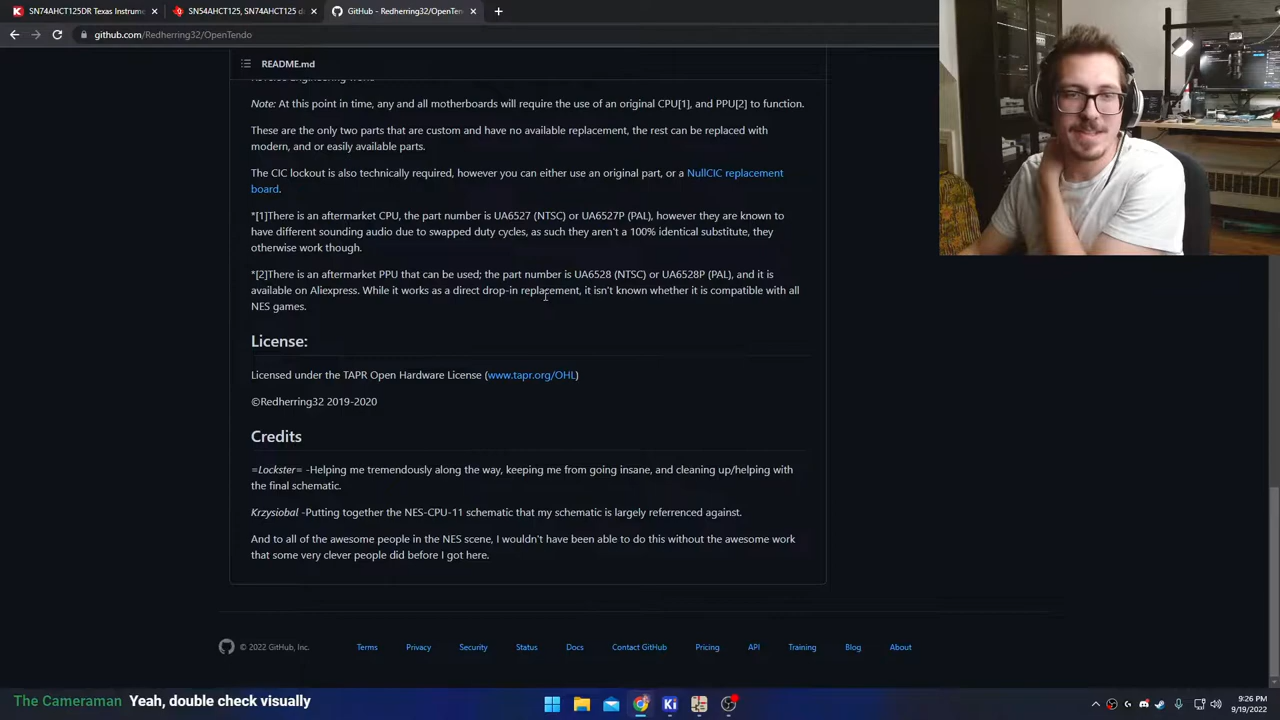 SN74AHCT125DR Texas Instrume
SN54AHCT125, SN74AHCT125 d
GitHub - Redherring32/OpenTen
github.com/Redherring32/OpenTendo
README.md
Note: At this point in time, any and all motherboards will require the use of an original CPU[1], and PPU[2] to function.
These are the only two parts that are custom and have no available replacement, the rest can be replaced with
modern, and or easily available parts.
The CIC lockout is also technically required, however you can either use an original part, or a NullCIC replacement
board.
*[1]There is an aftermarket CPU, the part number is UA6527 (NTSC) or UA6527P (PAL), however they are known to
have different sounding audio due to swapped duty cycles, as such they aren't a 100% identical substitute, they
otherwise work though.
*[2]There is an aftermarket PPU that can be used; the part number is UA6528 (NTSC) or UA6528P (PAL), and it is
available on Aliexpress. While it works as a direct drop-in replacement, it isn't known whether it is compatible with all
NES games.
License:
Licensed under the TAPR Open Hardware License (www.tapr.org/OHL)
©Redherring32 2019-2020
Credits
=Lockster= -Helping me tremendously along the way, keeping me from going insane, and cleaning up/helping with
the final schematic.
Krzysiobal -Putting together the NES-CPU-11 schematic that my schematic is largely referrenced against.
And to all of the awesome people in the NES scene, I wouldn't have been able to do this without the awesome work
that some very clever people did before I got here.
© 2022 GitHub, Inc.
Terms
Privacy
Security
Status
Docs
Contact GitHub
Pricing
API
Training
Blog
About
The Cameraman Yeah, double check visually
Ki
9:26 PM
9/19/2022